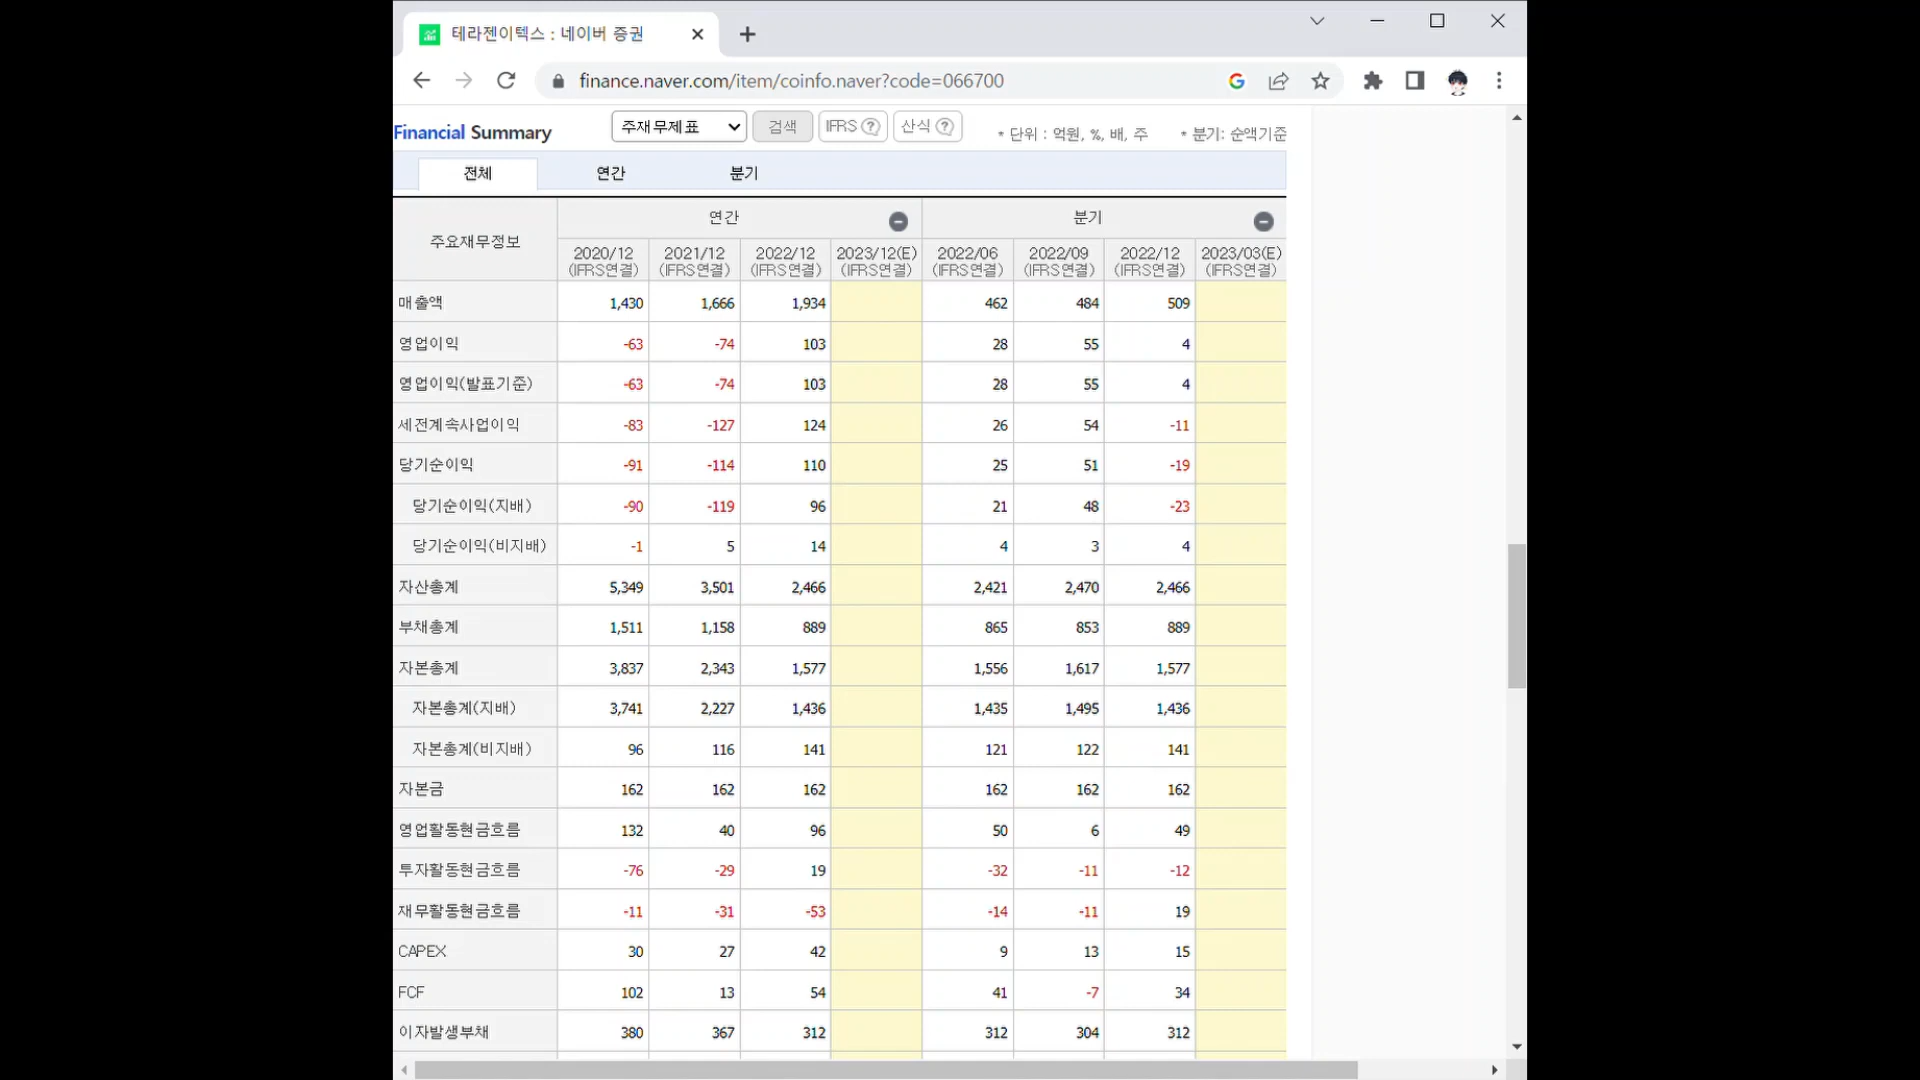 테라젠이텍스 : 네이버 증권
finance.naver.com/item/coinfo.naver?code=066700
Financial Summary 주재무제표 검색 IFRS ? 산식 ? * 단위 : 억원, %, 배, 주 * 분기: 순액기준
전체 연간 분기
주요재무정보 연간 분기
2020/12 2021/12 2022/12 2023/12(E) 2022/06 2022/09 2022/12 2023/03(E)
(IFRS연결) (IFRS연결) (IFRS연결) (IFRS연결) (IFRS연결) (IFRS연결) (IFRS연결) (IFRS연결)
매출액 1,430 1,666 1,934 462 484 509
영업이익 -63 -74 103 28 55 4
영업이익(발표기준) -63 -74 103 28 55 4
세전계속사업이익 -83 -127 124 26 54 -11
당기순이익 -91 -114 110 25 51 -19
당기순이익(지배) -90 -119 96 21 48 -23
당기순이익(비지배) -1 5 14 4 3 4
자산총계 5,349 3,501 2,466 2,421 2,470 2,466
부채총계 1,511 1,158 889 865 853 889
자본총계 3,837 2,343 1,577 1,556 1,617 1,577
자본총계(지배) 3,741 2,227 1,436 1,435 1,495 1,436
자본총계(비지배) 96 116 141 121 122 141
자본금 162 162 162 162 162 162
영업활동현금흐름 132 40 96 50 6 49
투자활동현금흐름 -76 -29 19 -32 -11 -12
재무활동현금흐름 -11 -31 -53 -14 -11 19
CAPEX 30 27 42 9 13 15
FCF 102 13 54 41 -7 34
이자발생부채 380 367 312 312 304 312